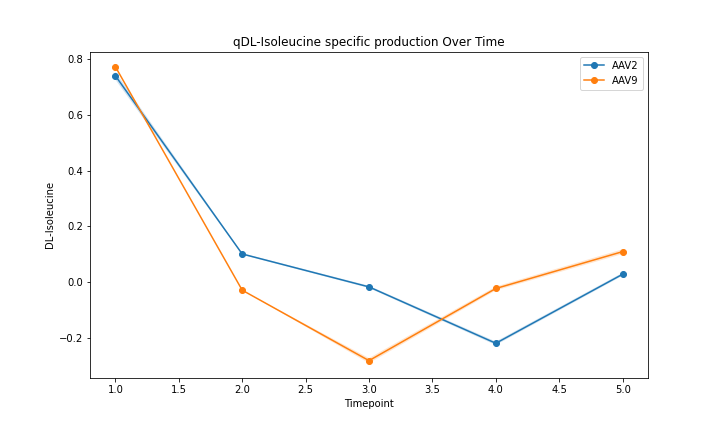 qDL-Isoleucine specific production Over Time
AAV2
AAV9
DL-Isoleucine
0.8
0.6
0.4
0.2
0.0
−0.2
1.0 1.5 2.0 2.5 3.0 3.5 4.0 4.5 5.0
Timepoint